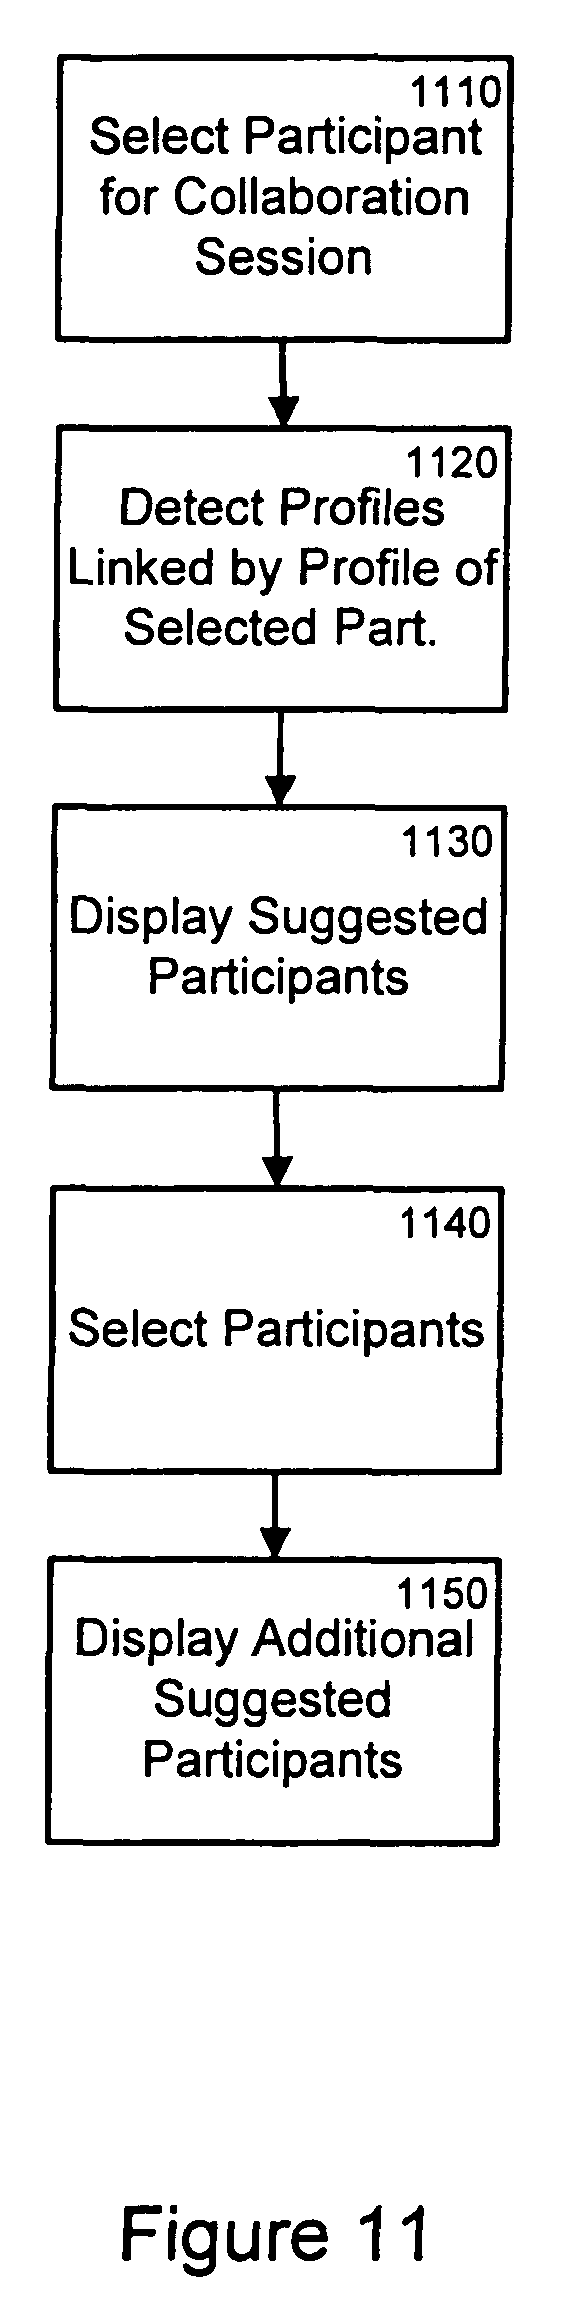 1110
Select Participant
for Collaboration
Session
1120
Detect Profiles
Linked by Profile of
Selected Part.
1130
Display Suggested
Participants
1140
Select Participants
1150
Display Additional
Suggested
Participants
Figure 11